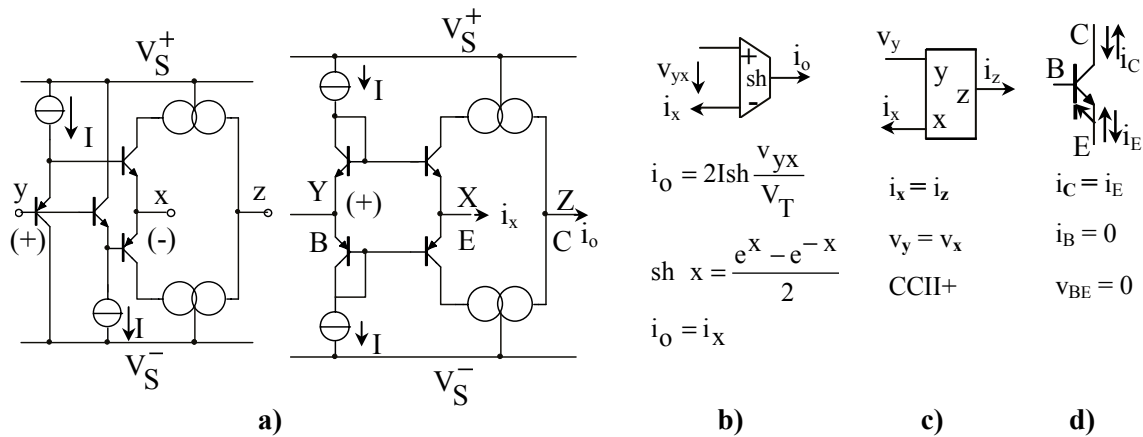 V_S^+
I
y
(+)
x
(-)
z
I
V_S^-
V_S^+
I
Y
(+)
B
X
E
i_x
Z
C
i_o
I
V_S^-
a)
v_yx
i_x
+
sh
-
i_o
i_o = 2Ish v_yx / V_T
sh x = (e^x − e^−x) / 2
i_o = i_x
b)
v_y
i_x
y
x
z
i_z
i_x = i_z
v_y = v_x
CCII+
c)
C
i_C
B
E
i_E
i_C = i_E
i_B = 0
v_BE = 0
d)